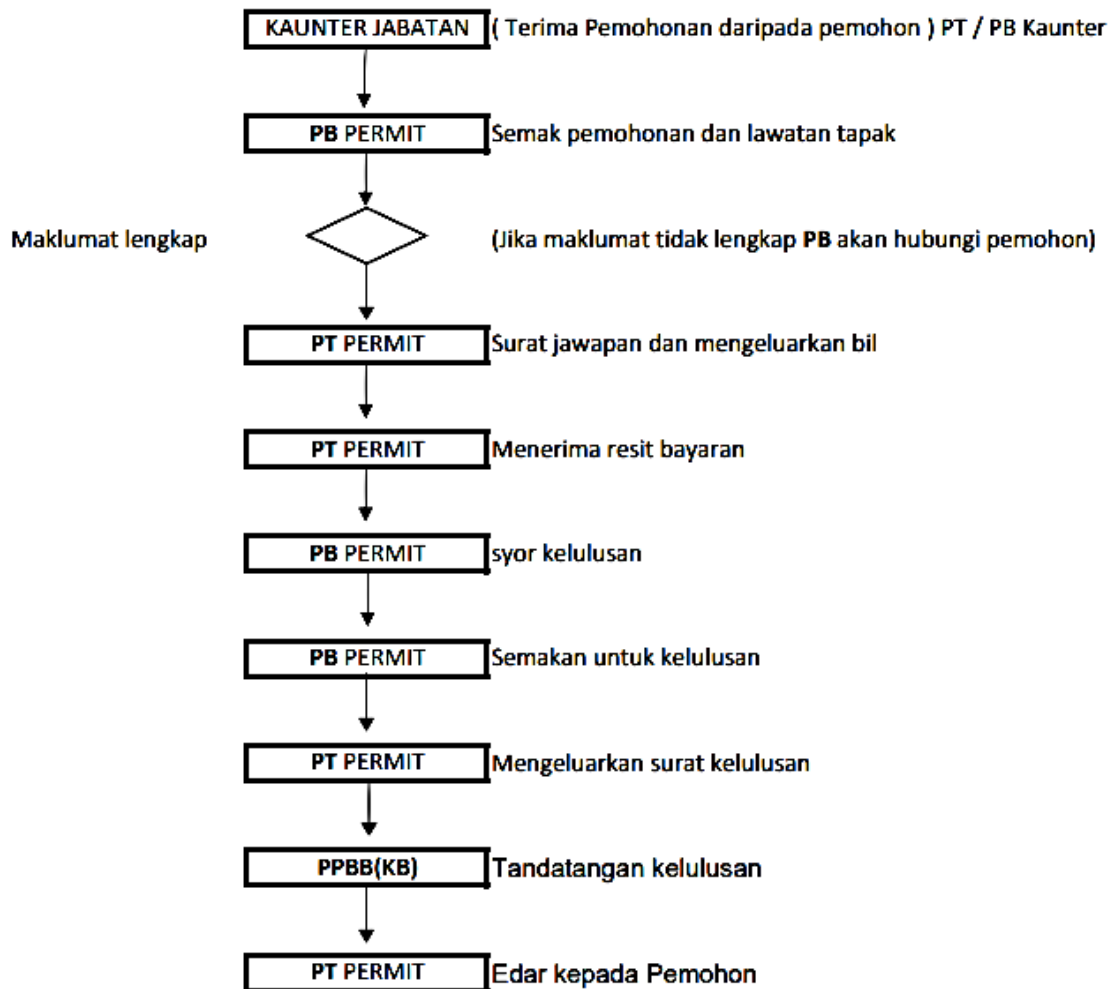 KAUNTER JABATAN ( Terima Pemohonan daripada pemohon ) PT / PB Kaunter
PB PERMIT Semak pemohonan dan lawatan tapak
Maklumat lengkap (Jika maklumat tidak lengkap PB akan hubungi pemohon)
PT PERMIT Surat jawapan dan mengeluarkan bil
PT PERMIT Menerima resit bayaran
PB PERMIT syor kelulusan
PB PERMIT Semakan untuk kelulusan
PT PERMIT Mengeluarkan surat kelulusan
PPBB(KB) Tandatangan kelulusan
PT PERMIT Edar kepada Pemohon